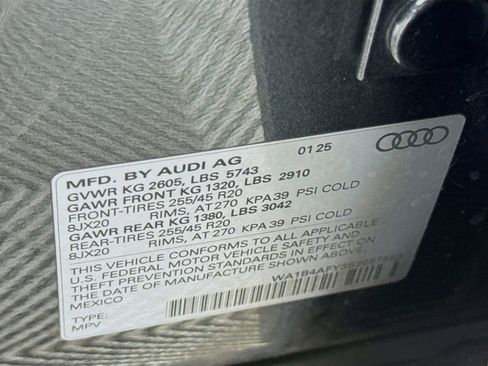 01 25
MFD. BY AUDI AG
GVWR KG 2605, LBS 5743
GAWR FRONT KG 1320, LBS 2910
FRONT-TIRES 255/45 R20
8JX20 RIMS, AT 270 KPA 39 PSI COLD
GAWR REAR KG 1380, LBS 3042
REAR-TIRES 255/45 R20
8JX20 RIMS, AT 270 KPA 39 PSI COLD
THIS VEHICLE CONFORMS TO ALL APPLICABLE
U.S. FEDERAL MOTOR VEHICLE SAFETY BUMPER
AND THEFT PREVENTION STANDARDS IN EFFECT ON
THE DATE OF MANUFACTURE SHOWN ABOVE.
MEXICO
TYPE:
MPV